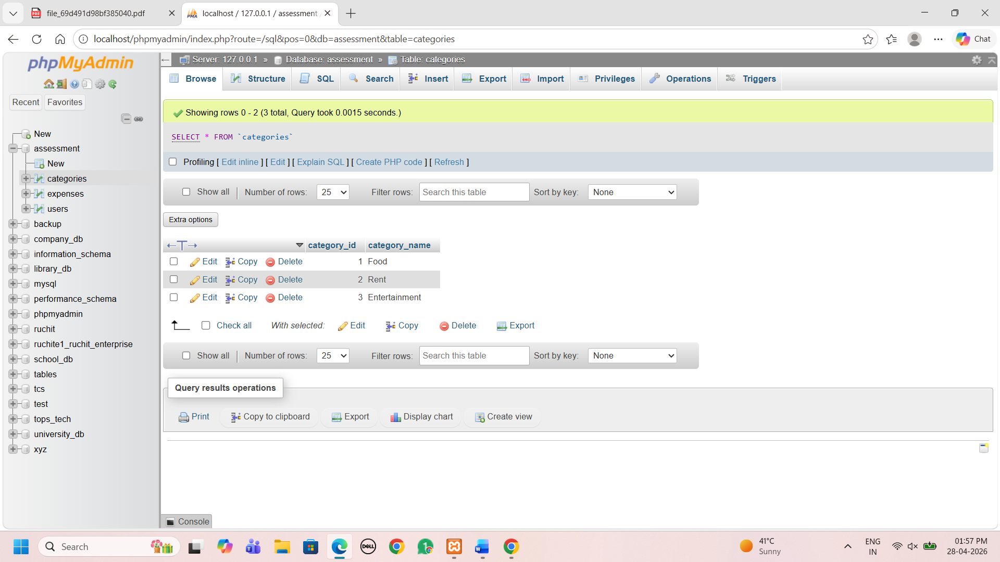 file_69d491d98bf385040.pdf
localhost / 127.0.0.1 / assessment
localhost/phpmyadmin/index.php?route=/sql&pos=0&db=assessment&table=categories
Chat
phpMyAdmin
Recent
Favorites
New
assessment
New
categories
expenses
users
backup
company_db
information_schema
library_db
mysql
performance_schema
phpmyadmin
ruchit
ruchite1_ruchit_enterprise
school_db
tables
tcs
test
tops_tech
university_db
xyz
Server: 127.0.0.1 » Database: assessment » Table: categories
Browse Structure SQL Search Insert Export Import Privileges Operations Triggers
Showing rows 0 - 2 (3 total, Query took 0.0015 seconds.)
SELECT * FROM `categories`
Profiling [ Edit inline ] [ Edit ] [ Explain SQL ] [ Create PHP code ] [ Refresh ]
Show all | Number of rows: 25 Filter rows: Search this table Sort by key: None
Extra options
←T→ category_id category_name
Edit Copy Delete 1 Food
Edit Copy Delete 2 Rent
Edit Copy Delete 3 Entertainment
Check all With selected: Edit Copy Delete Export
Show all | Number of rows: 25 Filter rows: Search this table Sort by key: None
Query results operations
Print Copy to clipboard Export Display chart Create view
Console
Search
DELL
41°C
Sunny
ENG
IN
01:57 PM
28-04-2026